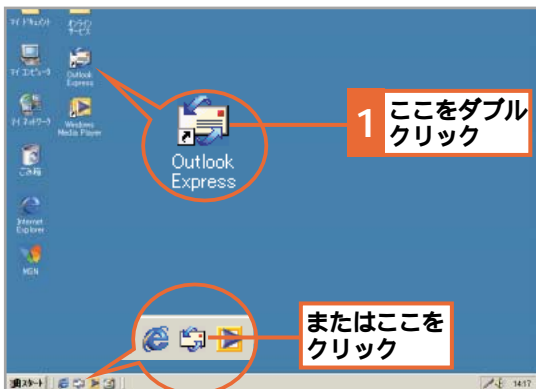 マイ ドキュメント
オンライン
サービス
マイ コンピュータ
Outlook
Express
マイ ネットワーク
Windows
Media Player
ごみ箱
Internet
Explorer
MSN
Outlook
Express
1 ここをダブル
クリック
またはここを
クリック
スタート
14:17